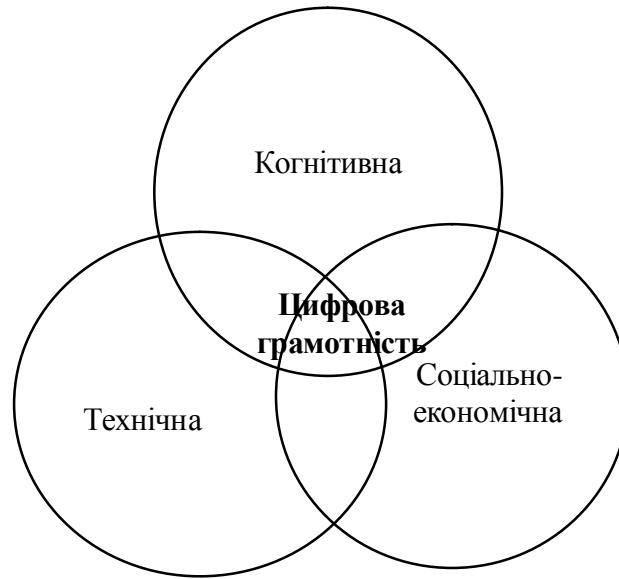 Когнітивна
Цифрова
грамотність
Соціально-
економічна
Технічна